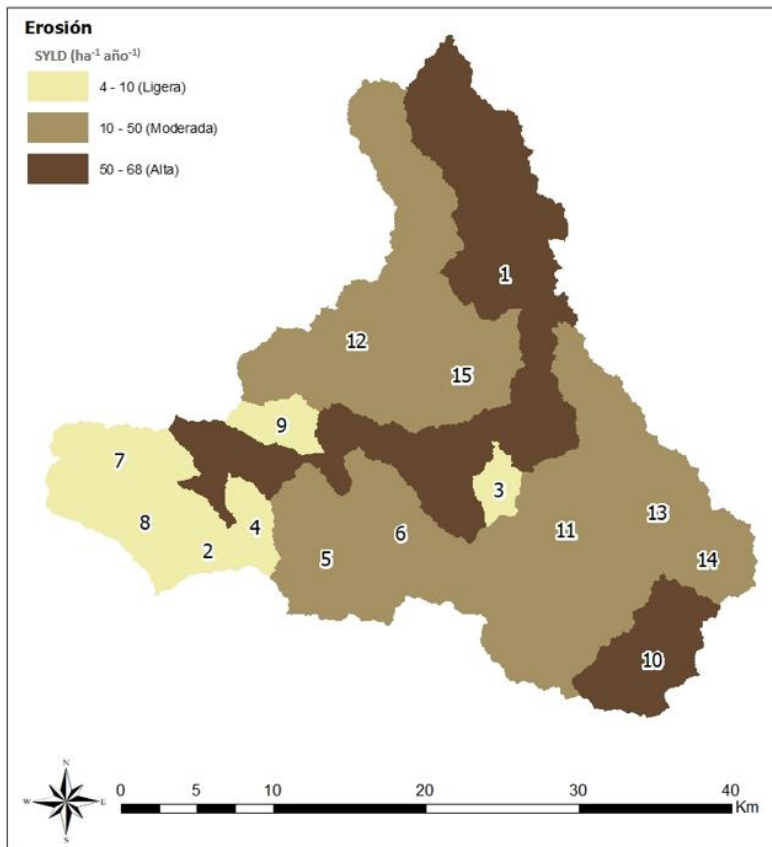 Erosión
SYLD (ha⁻¹ año⁻¹)
4 - 10 (Ligera)
10 - 50 (Moderada)
50 - 68 (Alta)
1
12
15
9
7
3
8
4
2
5
6
11
13
14
10
N
W E
S
0 5 10 20 30 40
Km